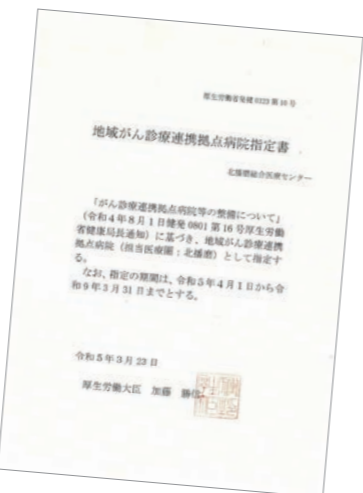 厚生労働省発健0323第16号
地域がん診療連携拠点病院指定書
北播磨総合医療センター
「がん診療連携拠点病院等の整備について」
（令和4年8月1日健発0801第16号厚生労働
省健康局長通知）に基づき、地域がん診療連携
拠点病院（担当医療圏：北播磨）として指定す
る。
なお、指定の期間は、令和5年4月1日から令
和9年3月31日までとする。
令和5年3月23日
厚生労働大臣 加藤 勝信